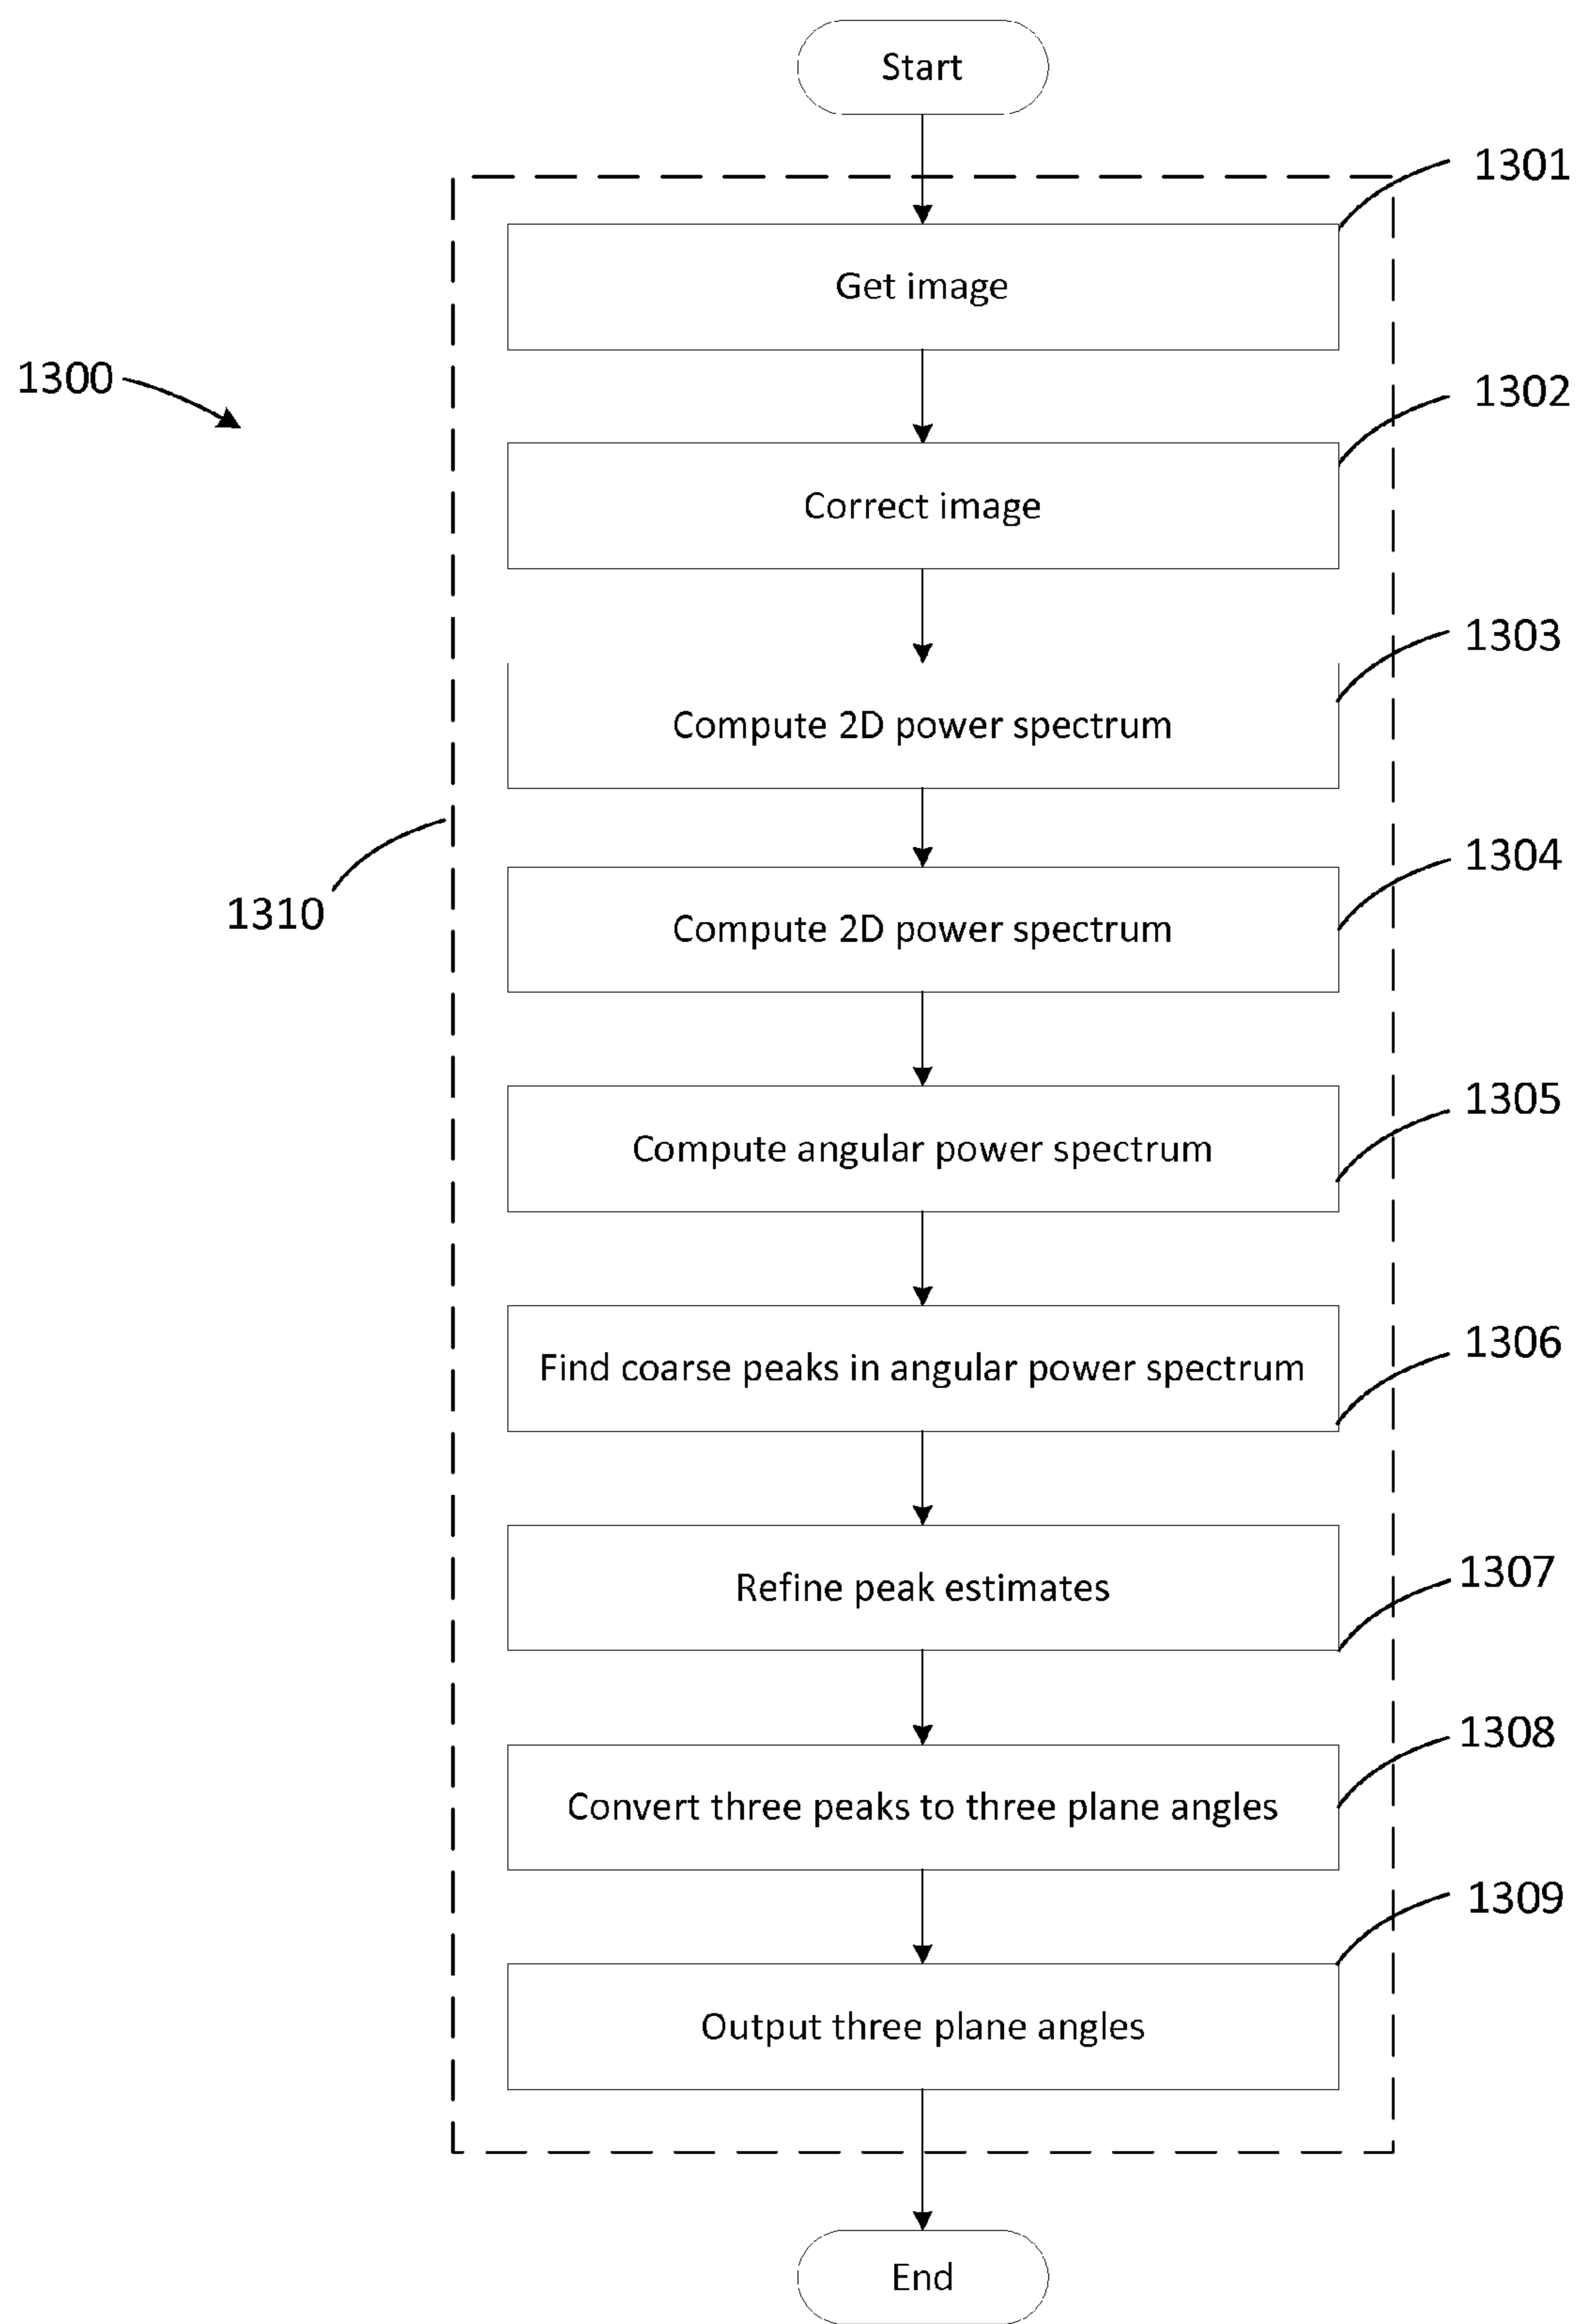 Start
1301
Get image
1300
1302
Correct image
1303
Compute 2D power spectrum
1304
Compute 2D power spectrum
1310
1305
Compute angular power spectrum
1306
Find coarse peaks in angular power spectrum
1307
Refine peak estimates
1308
Convert three peaks to three plane angles
1309
Output three plane angles
End